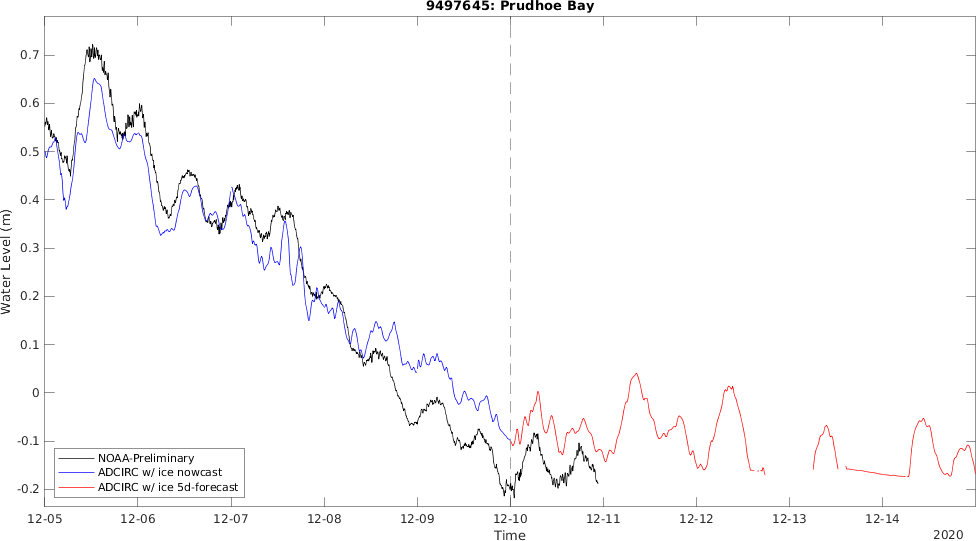 9497645: Prudhoe Bay
Water Level (m)
0.7
0.6
0.5
0.4
0.3
0.2
0.1
0
-0.1
-0.2
NOAA-Preliminary
ADCIRC w/ ice nowcast
ADCIRC w/ ice 5d-forecast
12-05 12-06 12-07 12-08 12-09 12-10 12-11 12-12 12-13 12-14
Time
2020